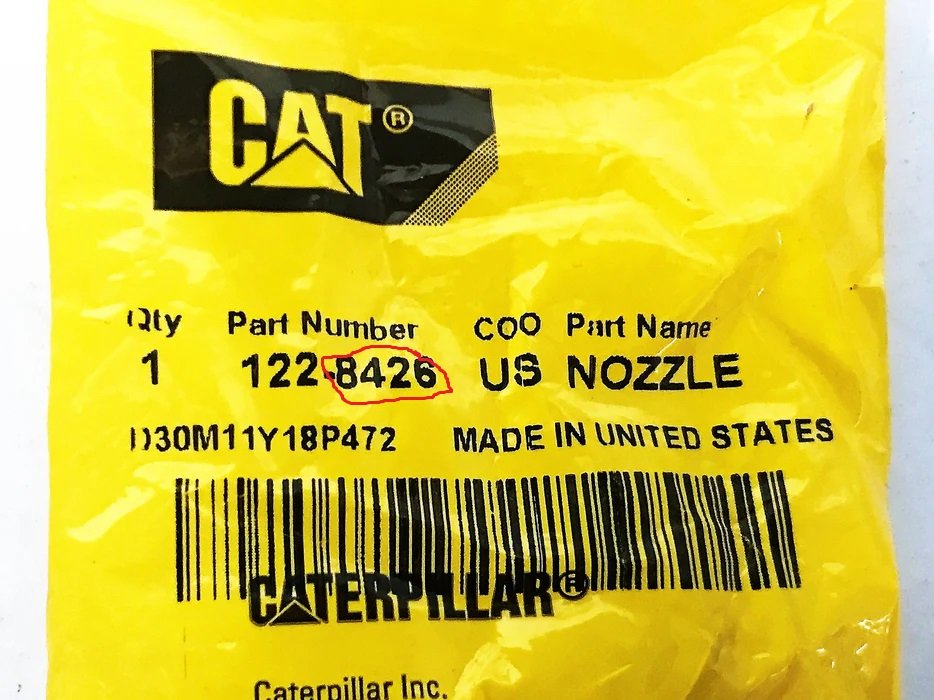 CAT®
Qty Part Number COO Part Name
1 122-8426 US NOZZLE
D30M11Y18P472 MADE IN UNITED STATES
CATERPILLAR®
Caterpillar Inc.